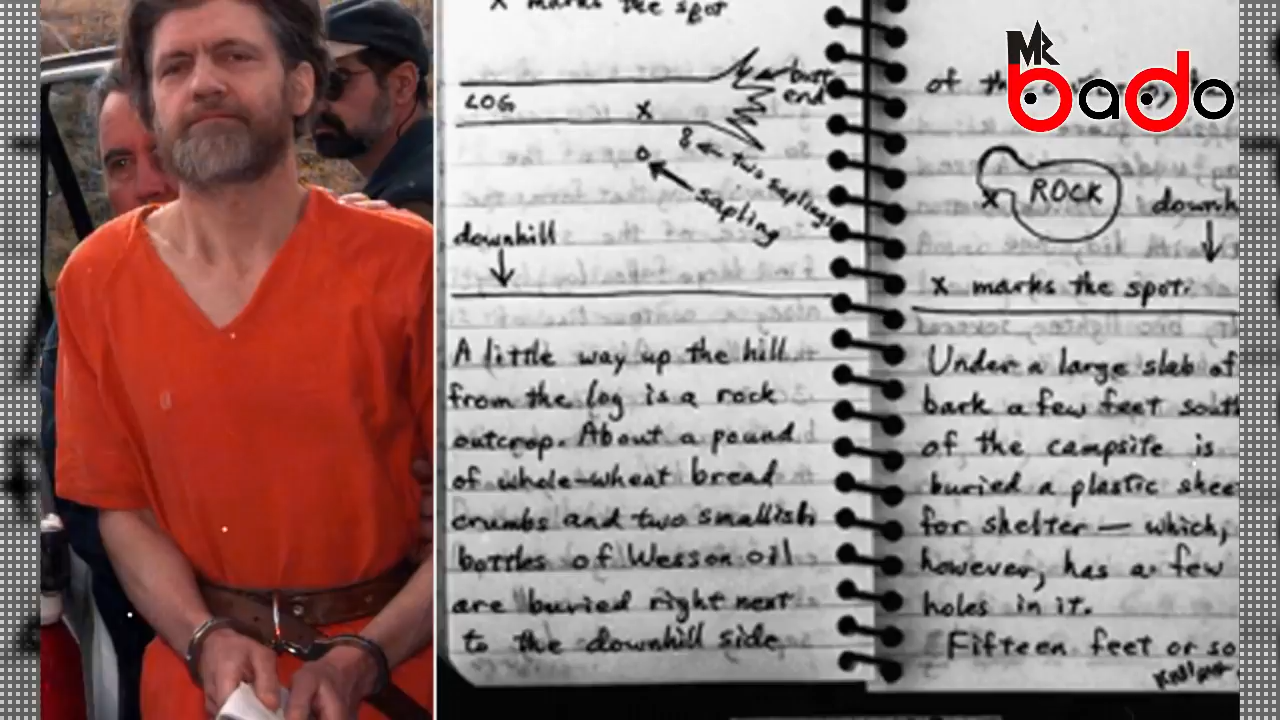 x marks the spot
LOG
x
butt
end
8 ← two saplings
sapling
downhill
A little way up the hill
from the log is a rock
outcrop. About a pound
of whole-wheat bread
crumbs and two smallish
bottles of Wesson oil
are buried right next
to the downhill side
MR
bado
of
x
ROCK
x marks the spot.
Under a large slab of
bark a few feet south
of the campsite is
buried a plastic
for shelter — which,
however, has a few
holes in it.
Fifteen feet or so